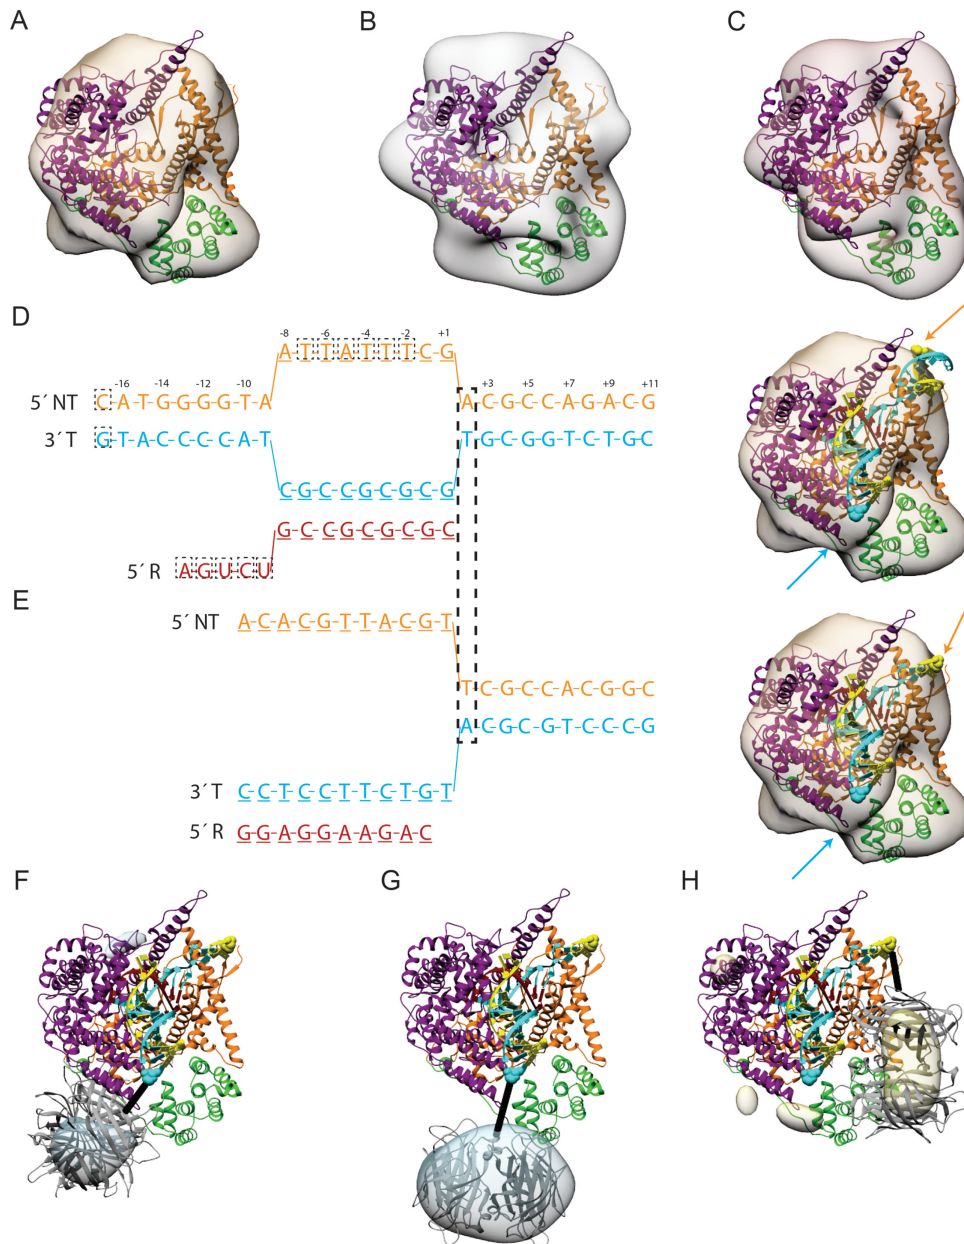 A
B
C
D
-8 -6 -4 -2 +1
A-T-T-A-T-T-T-C-G
-16 -14 -12 -10
+3 +5 +7 +9 +11
5´ NT C-A-T-G-G-G-G-T-A
A-C-G-C-C-A-G-A-C-G
3´ T G-T-A-C-C-C-C-A-T
T-G-C-G-G-T-C-T-G-C
C-G-C-C-G-C-G-C-G
G-C-C-G-C-G-C-G-C
5´ R A-G-U-C-U
E
5´ NT A-C-A-C-G-T-T-A-C-G-T
T-C-G-C-C-A-C-G-G-C
A-C-G-C-G-T-C-C-C-G
3´ T C-C-T-C-C-T-T-C-T-G-T
5´ R G-G-A-G-G-A-A-G-A-C
F
G
H